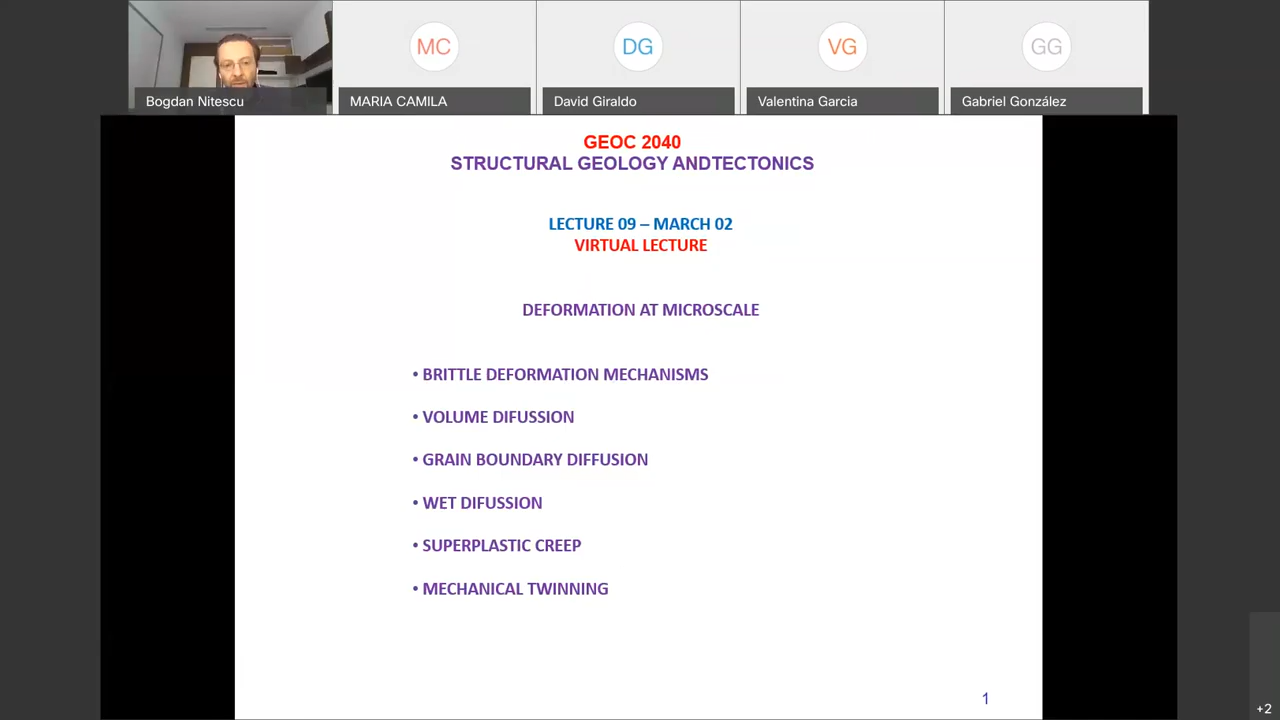 MC
DG
VG
GG
Bogdan Nitescu
MARIA CAMILA
David Giraldo
Valentina Garcia
Gabriel González
GEOC 2040
STRUCTURAL GEOLOGY ANDTECTONICS
LECTURE 09 – MARCH 02
VIRTUAL LECTURE
DEFORMATION AT MICROSCALE
• BRITTLE DEFORMATION MECHANISMS
• VOLUME DIFUSSION
• GRAIN BOUNDARY DIFFUSION
• WET DIFUSSION
• SUPERPLASTIC CREEP
• MECHANICAL TWINNING
1
+2